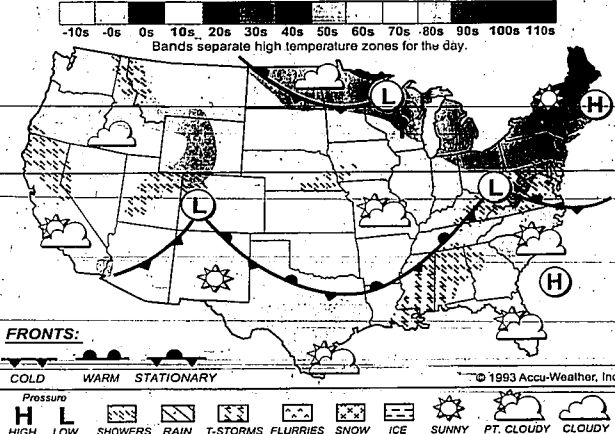 -10s -0s 0s 10s 20s 30s 40s 50s 60s 70s 80s 90s 100s 110s
Bands separate high temperature zones for the day.
L
H
L
L
H
FRONTS:
COLD WARM STATIONARY
© 1993 Accu-Weather, Inc
Pressure
H L
HIGH LOW SHOWERS RAIN T-STORMS FLURRIES SNOW ICE SUNNY PT. CLOUDY CLOUDY